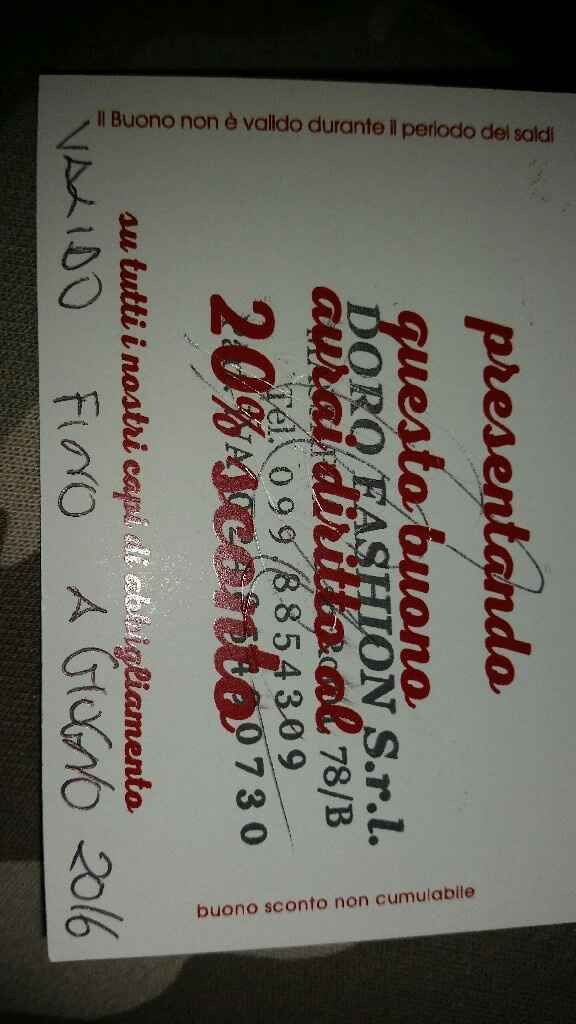 Il Buono non è valido durante il periodo dei saldi
presentando
questo buono
avrai diritto al
20% sconto
su tutti i nostri capi di abbigliamento
DORO FASHION S.r.l.
78/B
Tel. 099 8854309
0730
buono sconto non cumulabile
VALIDO FINO A GIUGNO 2016